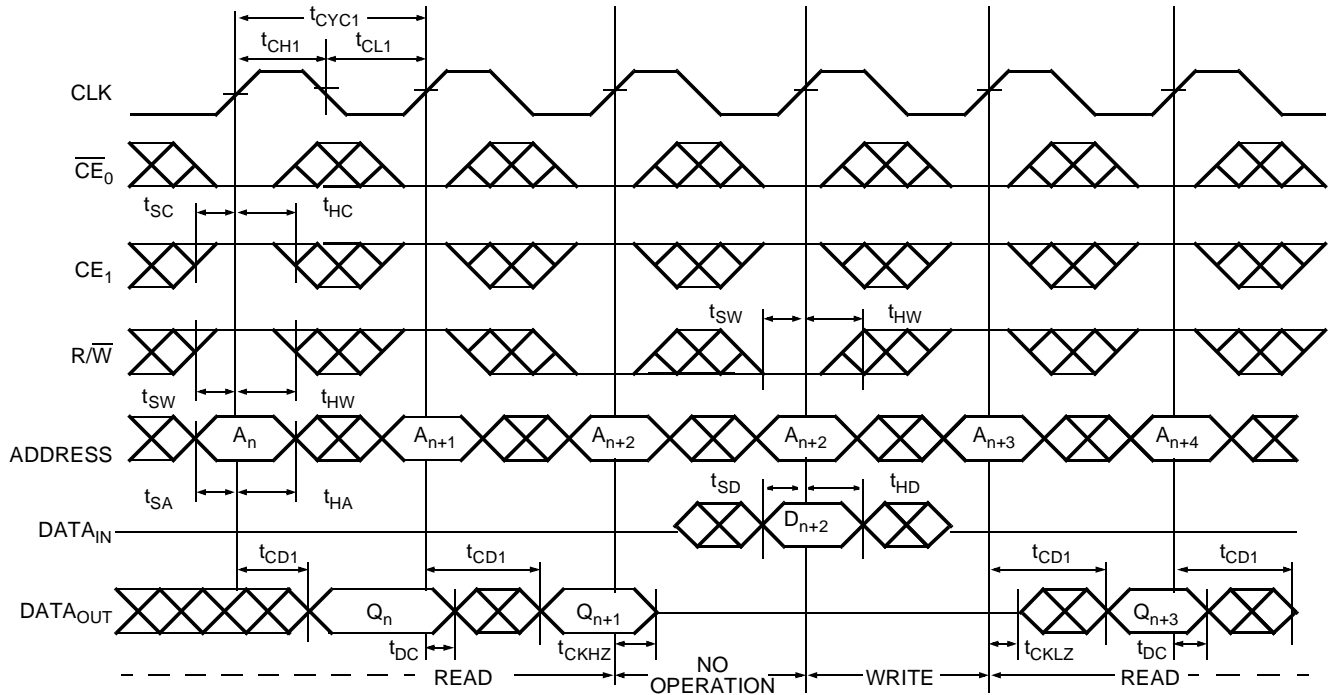 tCYC1
tCH1 tCL1
CLK
CE0
tSC tHC
CE1
tSW tHW
R/W
tSW tHW
An An+1 An+2 An+2 An+3 An+4
ADDRESS
tSA tHA tSD tHD
Dn+2
DATAIN
tCD1 tCD1 tCD1 tCD1
DATAOUT Qn Qn+1 Qn+3
tDC tCKHZ tCKLZ tDC
READ NO OPERATION WRITE READ